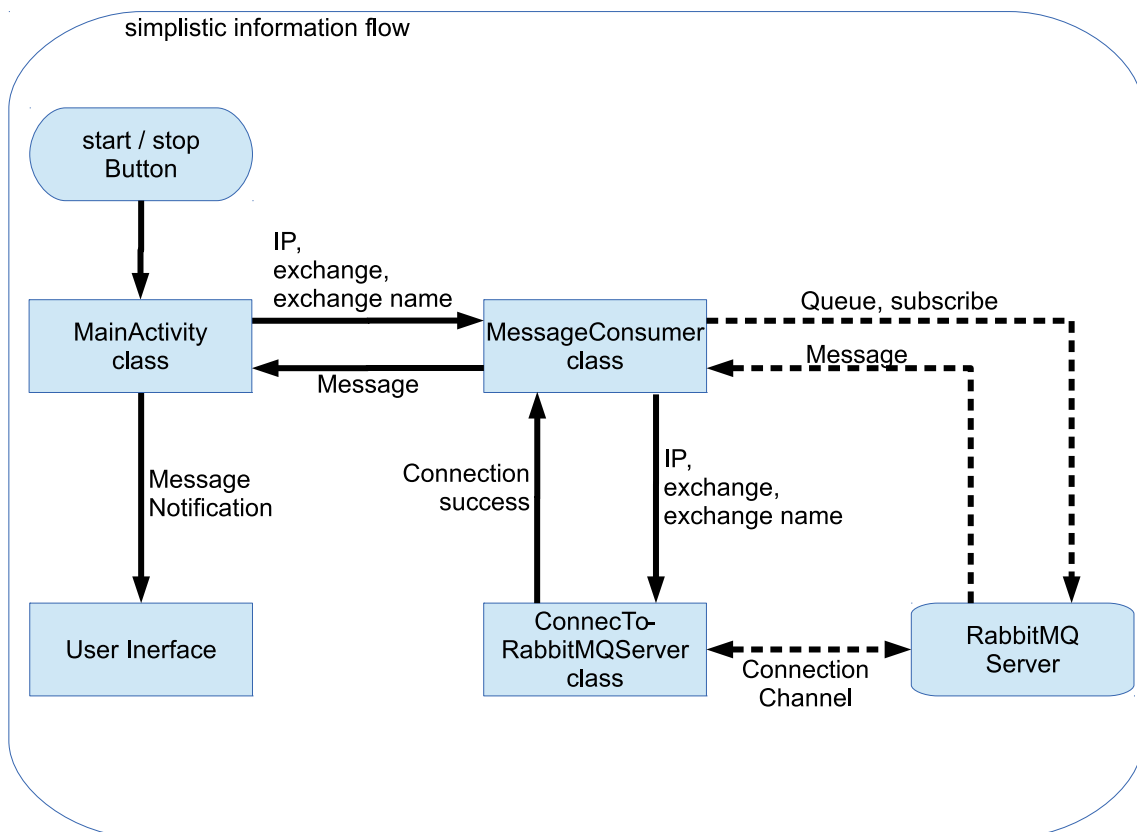 simplistic information flow
start / stop
Button
IP,
exchange,
exchange name
MainActivity
class
MessageConsumer
class
Queue, subscribe
Message
Message
Message
Notification
Connection
success
IP,
exchange,
exchange name
User Inerface
ConnecTo-
RabbitMQServer
class
Connection
Channel
RabbitMQ
Server